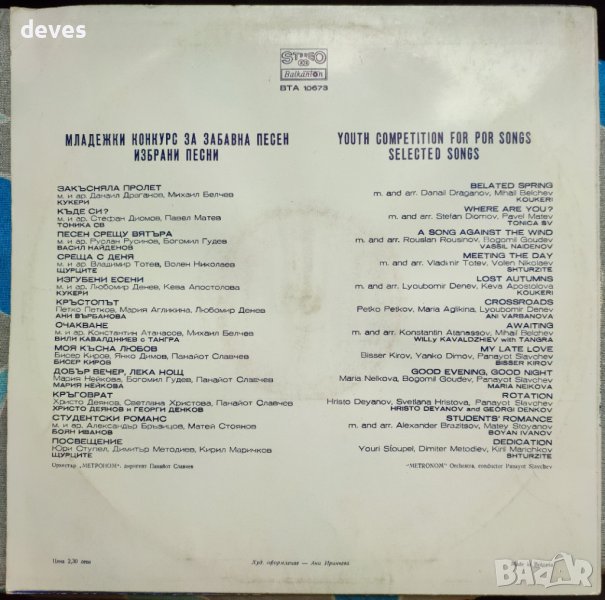 deves
STEREO
Balkanton
ВТА 10673
МЛАДЕЖКИ КОНКУРС ЗА ЗАБАВНА ПЕСЕН
ИЗБРАНИ ПЕСНИ
ЗАКЪСНЯЛА ПРОЛЕТ
м. и ар. Данаил Драганов, Михаил Белчев
КУКЕРИ
КЪДЕ СИ?
м. и ар. Стефан Диомов, Павел Матев
ТОНИКА СВ
ПЕСЕН СРЕЩУ ВЯТЪРА
м. и ар. Руслан Русинов, Богомил Гудев
ВАСИЛ НАЙДЕНОВ
СРЕЩА С ДЕНЯ
м. и ар. Владимир Тотев, Волен Николаев
ЩУРЦИТЕ
ИЗГУБЕНИ ЕСЕНИ
м. и ар. Любомир Денев, Кева Апостолова
КУКЕРИ
КРЪСТОПЪТ
Петко Петков, Мария Агликина, Любомир Денев
АНИ ВЪРБАНОВА
ОЧАКВАНЕ
м. и ар. Константин Атанасов, Михаил Белчев
ВИЛИ КАВАЛДЖИЕВ с ТАНГРА
МОЯ КЪСНА ЛЮБОВ
Бисер Киров, Янко Димов, Панайот Славчев
БИСЕР КИРОВ
ДОБЪР ВЕЧЕР, ЛЕКА НОЩ
Мария Нейкова, Богомил Гудев, Панайот Славчев
МАРИЯ НЕЙКОВА
КРЪГОВРАТ
Христо Деянов, Светлана Христова, Панайот Славчев
ХРИСТО ДЕЯНОВ и ГЕОРГИ ДЕНКОВ
СТУДЕНТСКИ РОМАНС
м. и ар. Александър Бръзицов, Матей Стоянов
БОЯН ИВАНОВ
ПОСВЕЩЕНИЕ
Юри Ступел, Димитър Методиев, Кирил Маричков
ЩУРЦИТЕ
Оркестър „МЕТРОНОМ", диригент Панайот Славчев
YOUTH COMPETITION FOR POR SONGS
SELECTED SONGS
BELATED SPRING
m. and arr. Danail Draganov, Mihail Belchev
KOUKERI
WHERE ARE YOU?
m. and arr. Stefan Diomov, Pavel Matev
TONICA SV
A SONG AGAINST THE WIND
m. and arr. Rousslan Rousinov, Bogomil Goudev
VASSIL NAIDENOV
MEETING THE DAY
m. and arr. Vladimir Totev, Volen Nikolaev
SHTURZITE
LOST AUTUMNS
m. and arr. Lyoubomir Denev, Keva Apostolova
KOUKERI
CROSSROADS
Petko Petkov, Maria Aglikina, Lyoubomir Denev
ANI VARBANOVA
AWAITING
m. and arr. Konstantin Atanassov, Mihail Belchev
WILLY KAVALDZHIEV with TANGRA
MY LATE LOVE
Bisser Kirov, Yanko Dimov, Panayot Slavchev
BISSER KIROV
GOOD EVENING, GOOD NIGHT
Maria Neikova, Bogomil Goudev, Panayot Slavchev
MARIA NEIKOVA
ROTATION
Hristo Deyanov, Svetlana Hristova, Panayot Slavchev
HRISTO DEYANOV and GEORGI DENKOV
STUDENTS' ROMANCE
m. and arr. Alexander Brazitsov, Matey Stoyanov
BOYAN IVANOV
DEDICATION
Youri Stoupel, Dimiter Metodiev, Kiril Marichkov
SHTURZITE
"METRONOM" Orchestra, conductor Panayot Slavchev
Цена 2,30 лева
Худ. оформление — Ани
Made in Bulgaria
BAZAR